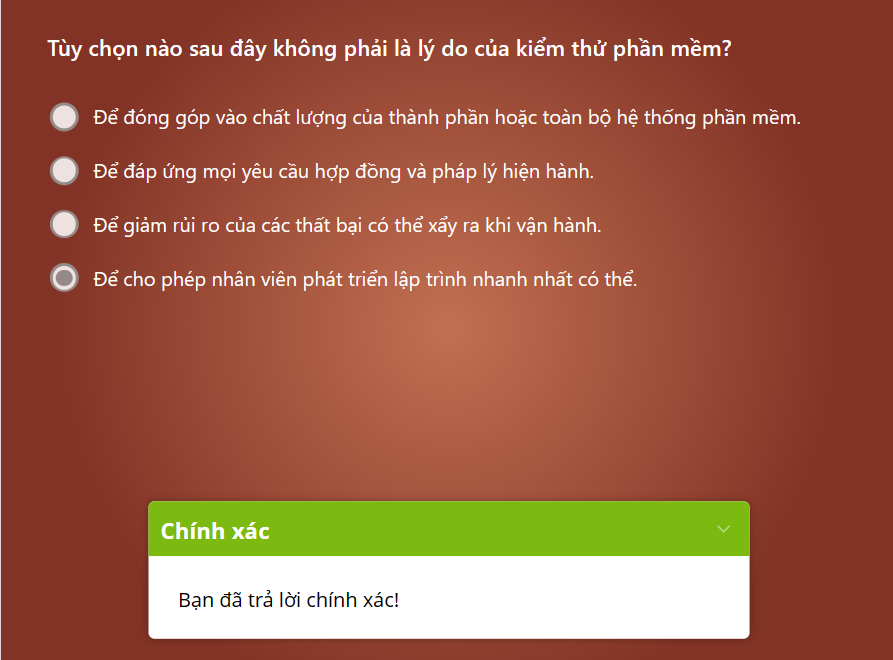 Tùy chọn nào sau đây không phải là lý do của kiểm thử phần mềm?
Để đóng góp vào chất lượng của thành phần hoặc toàn bộ hệ thống phần mềm.
Để đáp ứng mọi yêu cầu hợp đồng và pháp lý hiện hành.
Để giảm rủi ro của các thất bại có thể xẩy ra khi vận hành.
Để cho phép nhân viên phát triển lập trình nhanh nhất có thể.
Chính xác
Bạn đã trả lời chính xác!